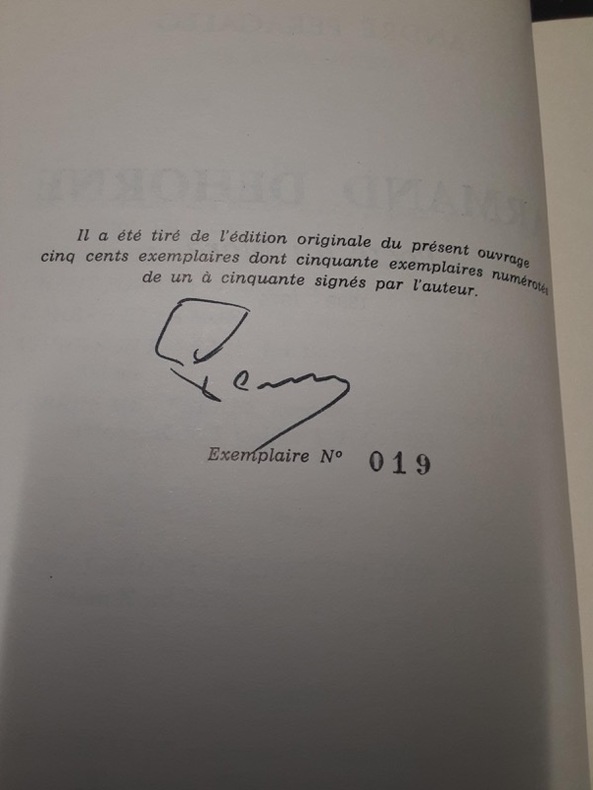 Il a été tiré de l'édition originale du présent ouvrage
cinq cents exemplaires dont cinquante exemplaires numérotés
de un à cinquante signés par l'auteur.
Exemplaire Nº 019